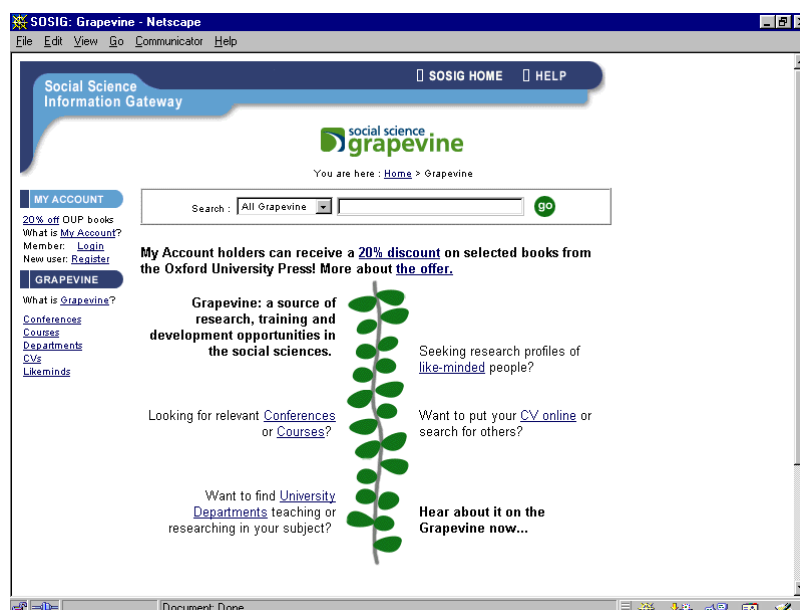 SOSIG: Grapevine - Netscape
File Edit View Go Communicator Help
SOSIG HOME HELP
Social Science
Information Gateway
social science
grapevine
You are here : Home > Grapevine
MY ACCOUNT
20% off OUP books
What is My Account?
Member: Login
New user: Register
GRAPEVINE
What is Grapevine?
Conferences
Courses
Departments
CVs
Likeminds
Search : All Grapevine go
My Account holders can receive a 20% discount on selected books from
the Oxford University Press! More about the offer.
Grapevine: a source of
research, training and
development opportunities in
the social sciences.
Seeking research profiles of
like-minded people?
Looking for relevant Conferences
or Courses?
Want to put your CV online or
search for others?
Want to find University
Departments teaching or
researching in your subject?
Hear about it on the
Grapevine now...
Document: Done